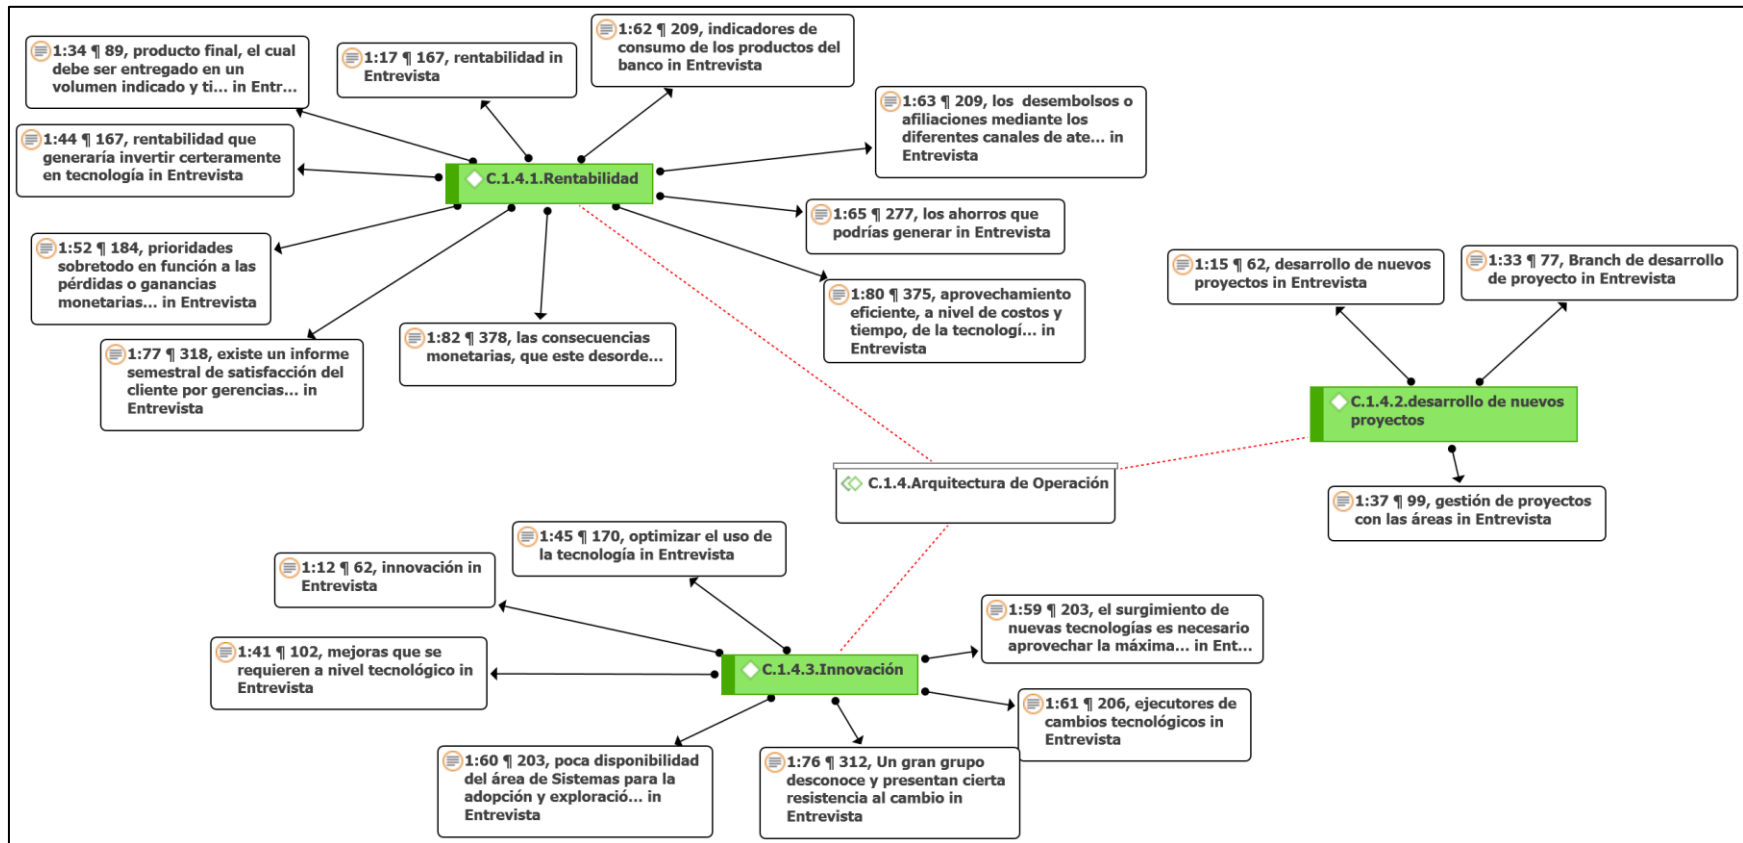 1:34 ¶ 89, producto final, el cual
debe ser entregado en un
volumen indicado y ti... in Entr...
1:17 ¶ 167, rentabilidad in
Entrevista
1:62 ¶ 209, indicadores de
consumo de los productos del
banco in Entrevista
1:63 ¶ 209, los  desembolsos o
afiliaciones mediante los
diferentes canales de ate... in
Entrevista
1:44 ¶ 167, rentabilidad que
generaría invertir certeramente
en tecnología in Entrevista
C.1.4.1.Rentabilidad
1:65 ¶ 277, los ahorros que
podrías generar in Entrevista
1:52 ¶ 184, prioridades
sobretodo en función a las
pérdidas o ganancias
monetarias... in Entrevista
1:80 ¶ 375, aprovechamiento
eficiente, a nivel de costos y
tiempo, de la tecnologí... in
Entrevista
1:82 ¶ 378, las consecuencias
monetarias, que este desorde...
1:77 ¶ 318, existe un informe
semestral de satisfacción del
cliente por gerencias... in
Entrevista
1:15 ¶ 62, desarrollo de nuevos
proyectos in Entrevista
1:33 ¶ 77, Branch de desarrollo
de proyecto in Entrevista
C.1.4.2.desarrollo de nuevos
proyectos
1:37 ¶ 99, gestión de proyectos
con las áreas in Entrevista
C.1.4.Arquitectura de Operación
1:45 ¶ 170, optimizar el uso de
la tecnología in Entrevista
1:12 ¶ 62, innovación in
Entrevista
1:41 ¶ 102, mejoras que se
requieren a nivel tecnológico in
Entrevista
C.1.4.3.Innovación
1:59 ¶ 203, el surgimiento de
nuevas tecnologías es necesario
aprovechar la máxima... in Ent...
1:61 ¶ 206, ejecutores de
cambios tecnológicos in
Entrevista
1:60 ¶ 203, poca disponibilidad
del área de Sistemas para la
adopción y exploració... in
Entrevista
1:76 ¶ 312, Un gran grupo
desconoce y presentan cierta
resistencia al cambio in
Entrevista